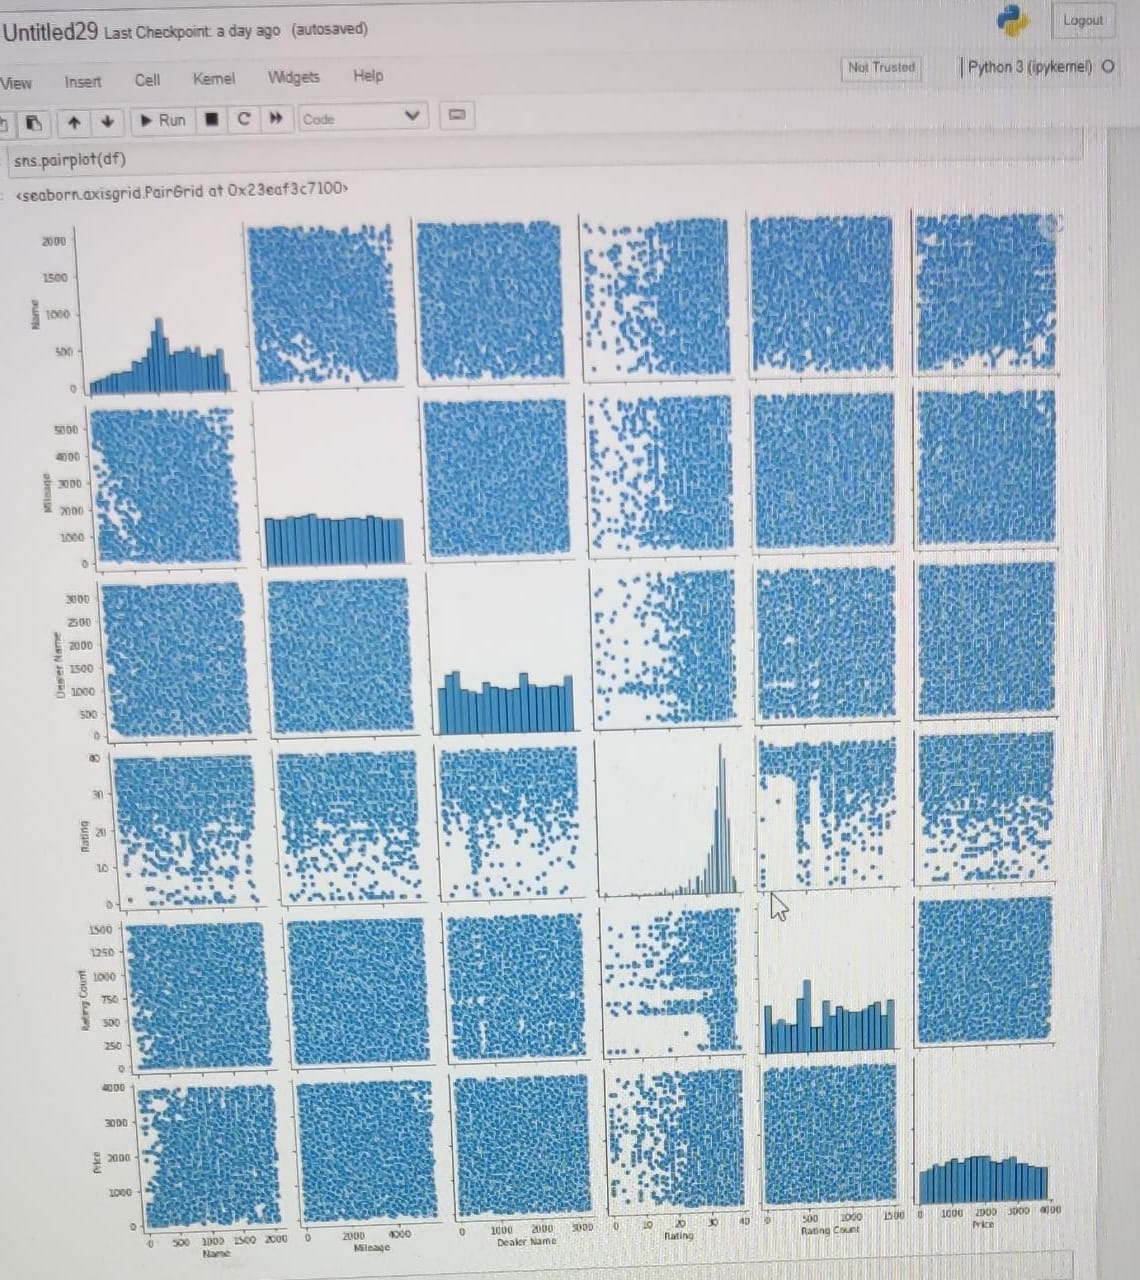 Untitled29 Last Checkpoint: a day ago (autosaved)
Logout
View Insert Cell Kernel Widgets Help
Not Trusted
Python 3 (ipykernel)
Run
Code
sns.pairplot(df)
<seaborn.axisgrid.PairGrid at 0x23eaf3c7100>
2000
1500
1000
500
0
Name
5000
4000
3000
2000
1000
0
Mileage
3000
2500
2000
1500
1000
500
0
Dealer Name
40
30
20
10
0
Rating
1500
1250
1000
750
500
250
0
Rating Count
4000
3000
2000
1000
0
Price
0 500 1000 1500 2000
Name
0 2000 4000
Mileage
0 1000 2000 3000
Dealer Name
0 10 20 30 40
Rating
0 500 1000 1500
Rating Count
0 1000 2000 3000 4000
Price